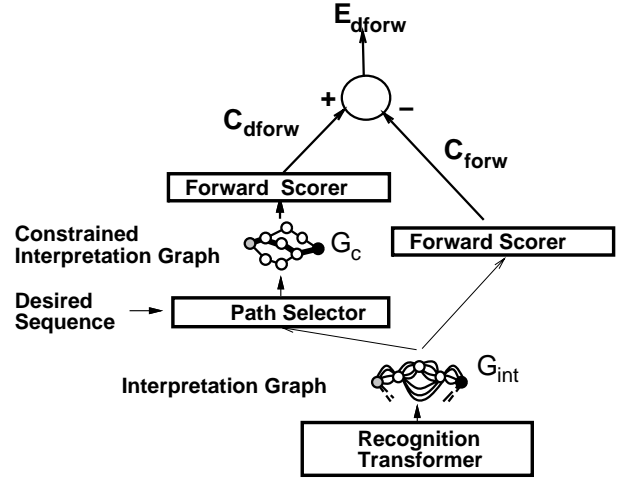 E_dforw
+ −
C_dforw
C_forw
Forward Scorer
Constrained
Interpretation Graph
G_c
Forward Scorer
Desired
Sequence
Path Selector
Interpretation Graph
G_int
Recognition
Transformer